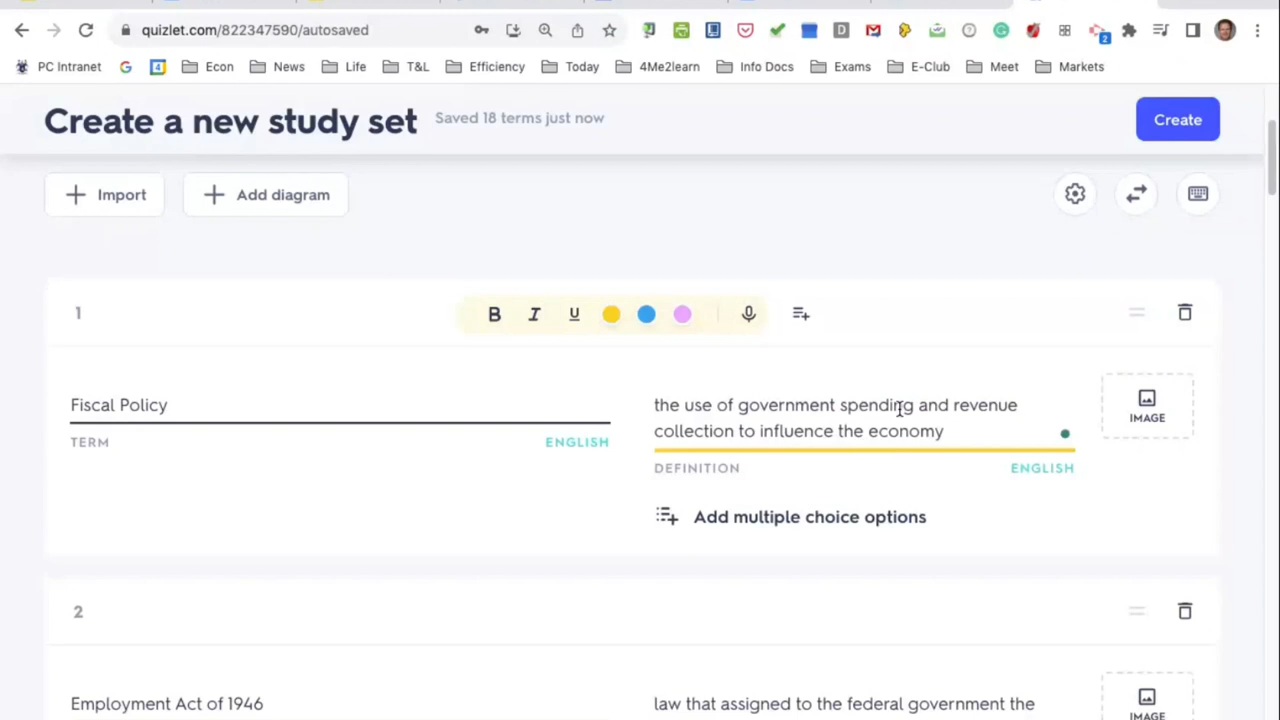 quizlet.com/822347590/autosaved
2
PC Intranet Econ News Life T&L Efficiency Today 4Me2learn Info Docs Exams E-Club Meet Markets
Create a new study set Saved 18 terms just now Create
Import Add diagram
1 B I U
Fiscal Policy
TERM ENGLISH
the use of government spending and revenue
collection to influence the economy
DEFINITION ENGLISH
IMAGE
Add multiple choice options
2
Employment Act of 1946
law that assigned to the federal government the
IMAGE